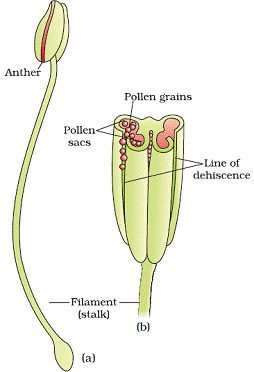 Anther
Pollen grains
Pollen
sacs
Line of
dehiscence
Filament
(stalk)
(b)
(a)